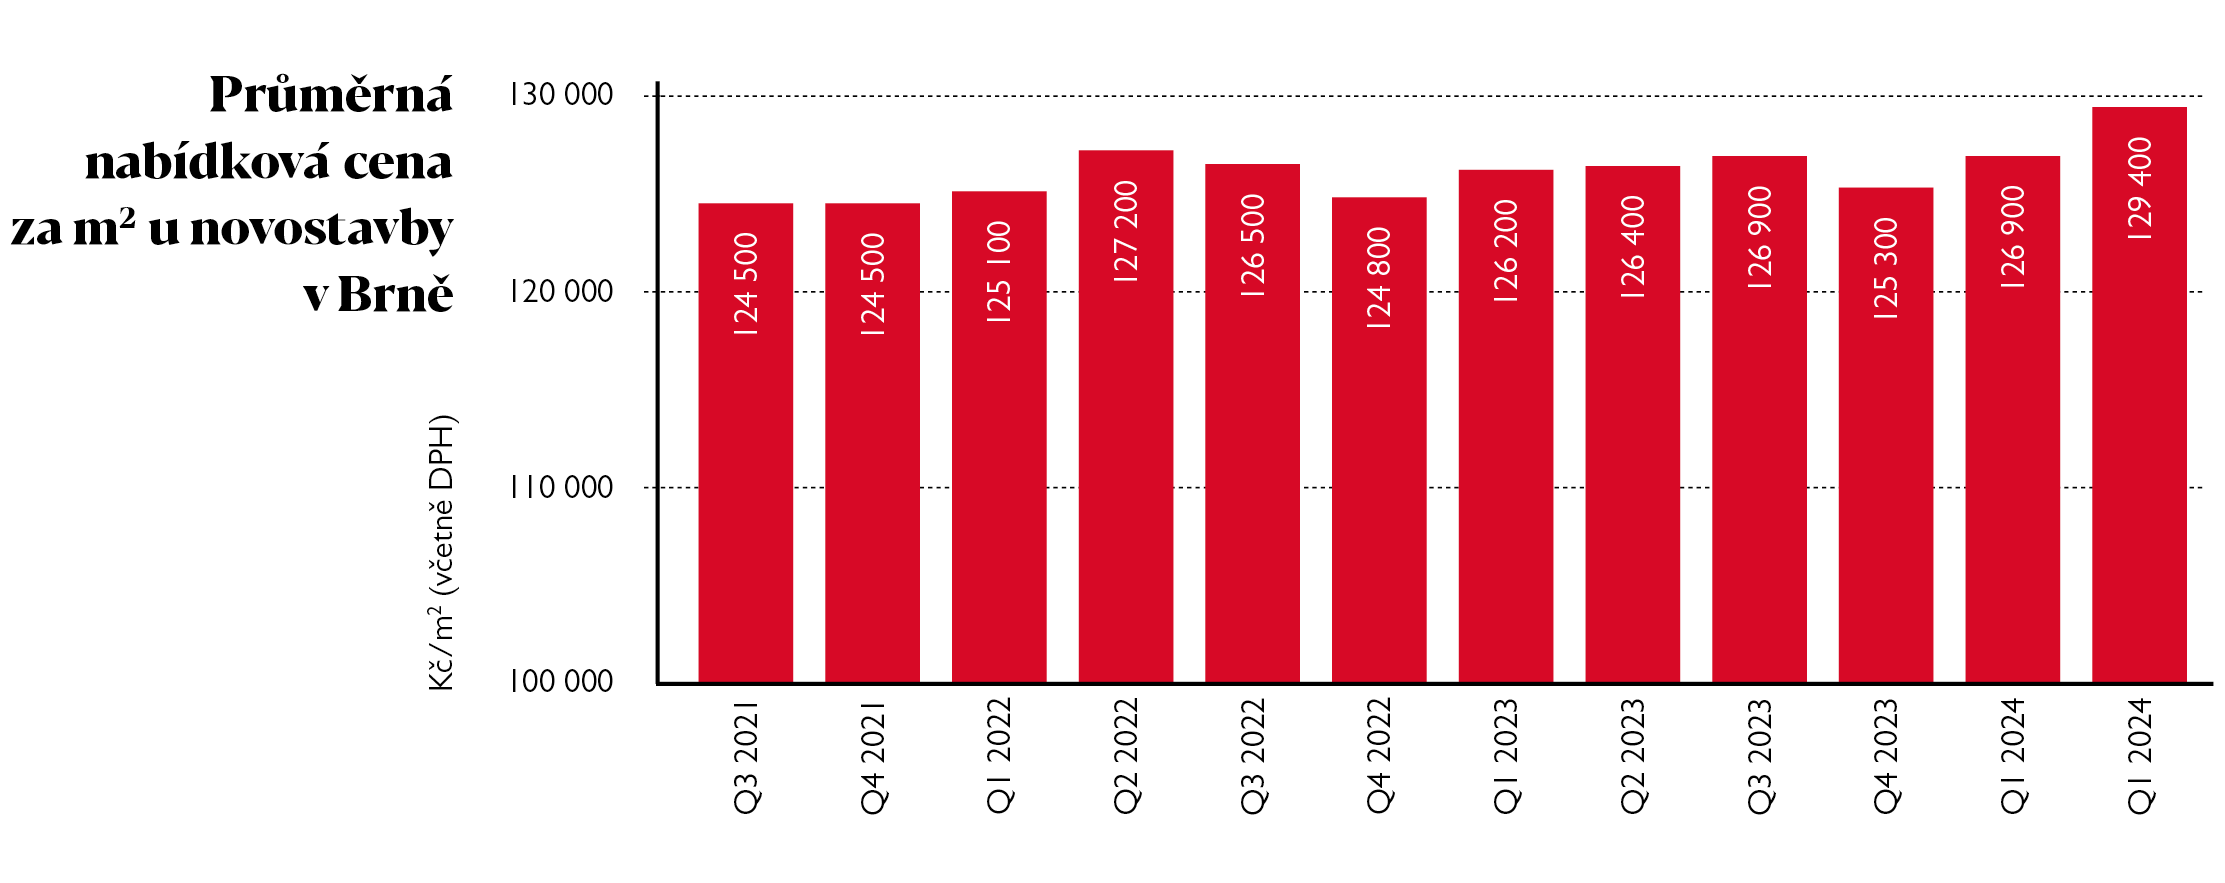 Průměrná
nabídková cena
za m² u novostavby
v Brně
Kč/m² (včetně DPH)
130 000
120 000
110 000
100 000
124 500
124 500
125 100
127 200
126 500
124 800
126 200
126 400
126 900
125 300
126 900
129 400
Q3 2021
Q4 2021
Q1 2022
Q2 2022
Q3 2022
Q4 2022
Q1 2023
Q2 2023
Q3 2023
Q4 2023
Q1 2024
Q1 2024